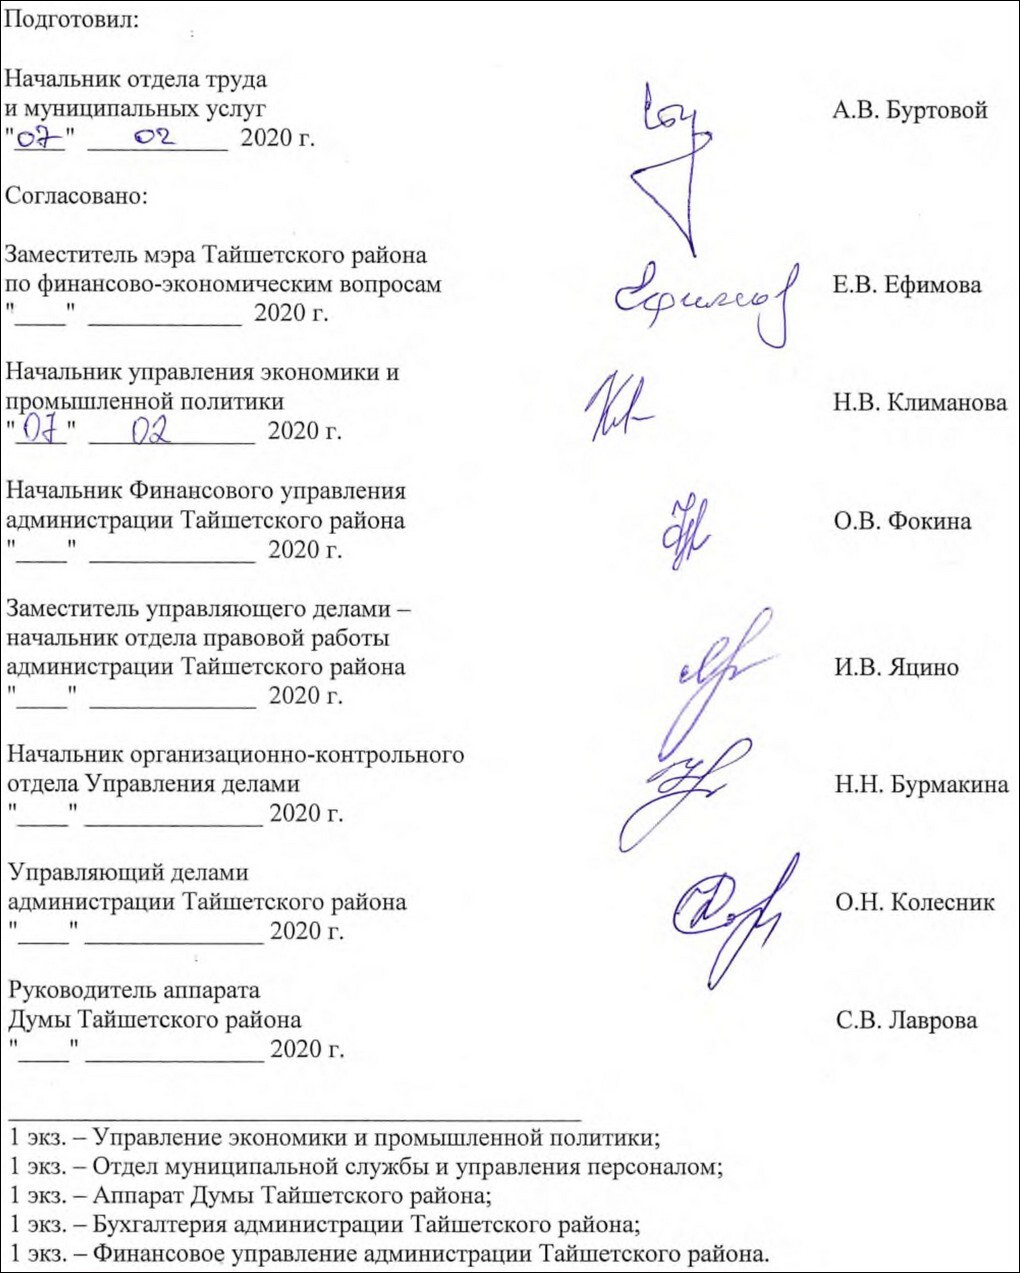 Подготовил:
Начальник отдела труда
и муниципальных услуг
"07" 02 2020 г.
А.В. Буртовой
Согласовано:
Заместитель мэра Тайшетского района
по финансово-экономическим вопросам
"____" ____________ 2020 г.
Ефимов
Е.В. Ефимова
Начальник управления экономики и
промышленной политики
"07" 02 2020 г.
Н.В. Климанова
Начальник Финансового управления
администрации Тайшетского района
"____" _____________ 2020 г.
О.В. Фокина
Заместитель управляющего делами –
начальник отдела правовой работы
администрации Тайшетского района
"____" _____________ 2020 г.
И.В. Яцино
Начальник организационно-контрольного
отдела Управления делами
"____" ______________ 2020 г.
Н.Н. Бурмакина
Управляющий делами
администрации Тайшетского района
"____" ______________ 2020 г.
О.Н. Колесник
Руководитель аппарата
Думы Тайшетского района
"____" ______________ 2020 г.
С.В. Лаврова
1 экз. – Управление экономики и промышленной политики;
1 экз. – Отдел муниципальной службы и управления персоналом;
1 экз. – Аппарат Думы Тайшетского района;
1 экз. – Бухгалтерия администрации Тайшетского района;
1 экз. – Финансовое управление администрации Тайшетского района.